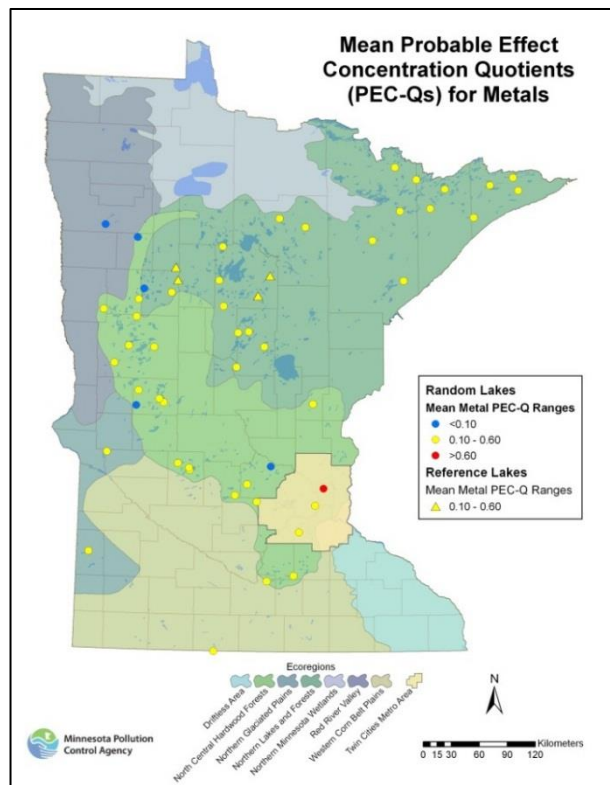 Mean Probable Effect
Concentration Quotients
(PEC-Qs) for Metals
Random Lakes
Mean Metal PEC-Q Ranges
<0.10
0.10 - 0.60
>0.60
Reference Lakes
Mean Metal PEC-Q Ranges
0.10 - 0.60
Ecoregions
Driftless Area
North Central Hardwood Forests
Northern Glaciated Plains
Northern Lakes and Forests
Northern Minnesota Wetlands
Red River Valley
Western Corn Belt Plains
Twin Cities Metro Area
N
Minnesota Pollution
Control Agency
Kilometers
0 15 30 60 90 120